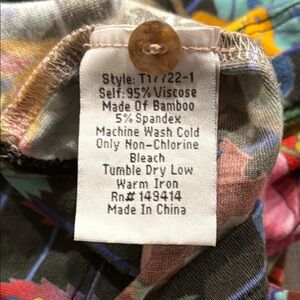 Style: T17722-1
Self: 95% Viscose
Made Of Bamboo
5% Spandex
Machine Wash Cold
Only Non-Chlorine
Bleach
Tumble Dry Low
Warm Iron
Rn# 149414
Made In China